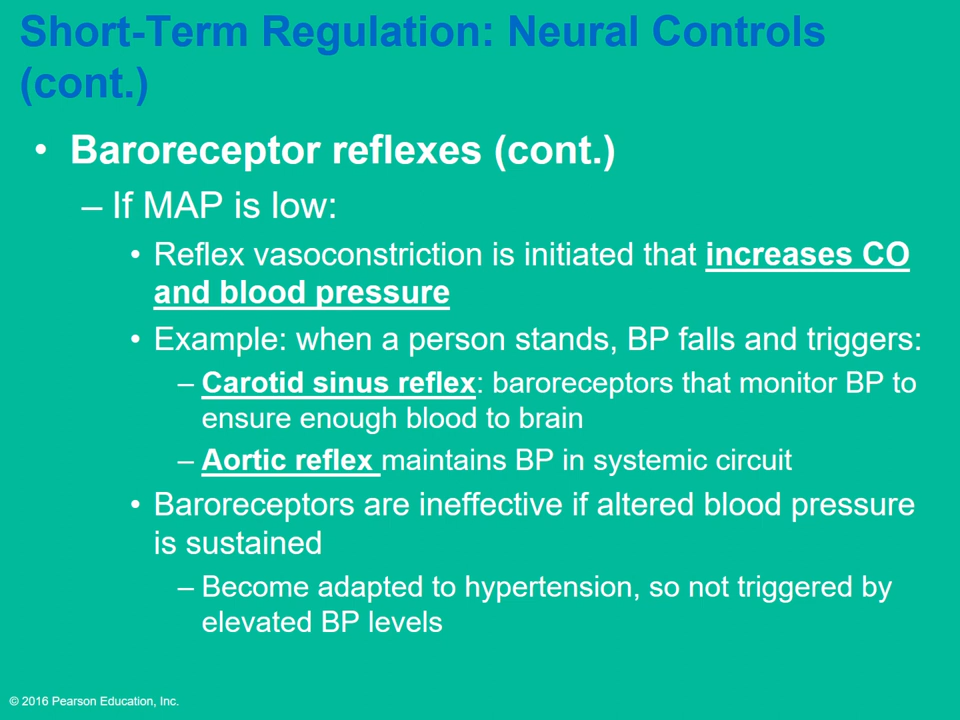 Short-Term Regulation: Neural Controls
(cont.)
• Baroreceptor reflexes (cont.)
– If MAP is low:
• Reflex vasoconstriction is initiated that increases CO
and blood pressure
• Example: when a person stands, BP falls and triggers:
– Carotid sinus reflex: baroreceptors that monitor BP to
ensure enough blood to brain
– Aortic reflex maintains BP in systemic circuit
• Baroreceptors are ineffective if altered blood pressure
is sustained
– Become adapted to hypertension, so not triggered by
elevated BP levels
© 2016 Pearson Education, Inc.